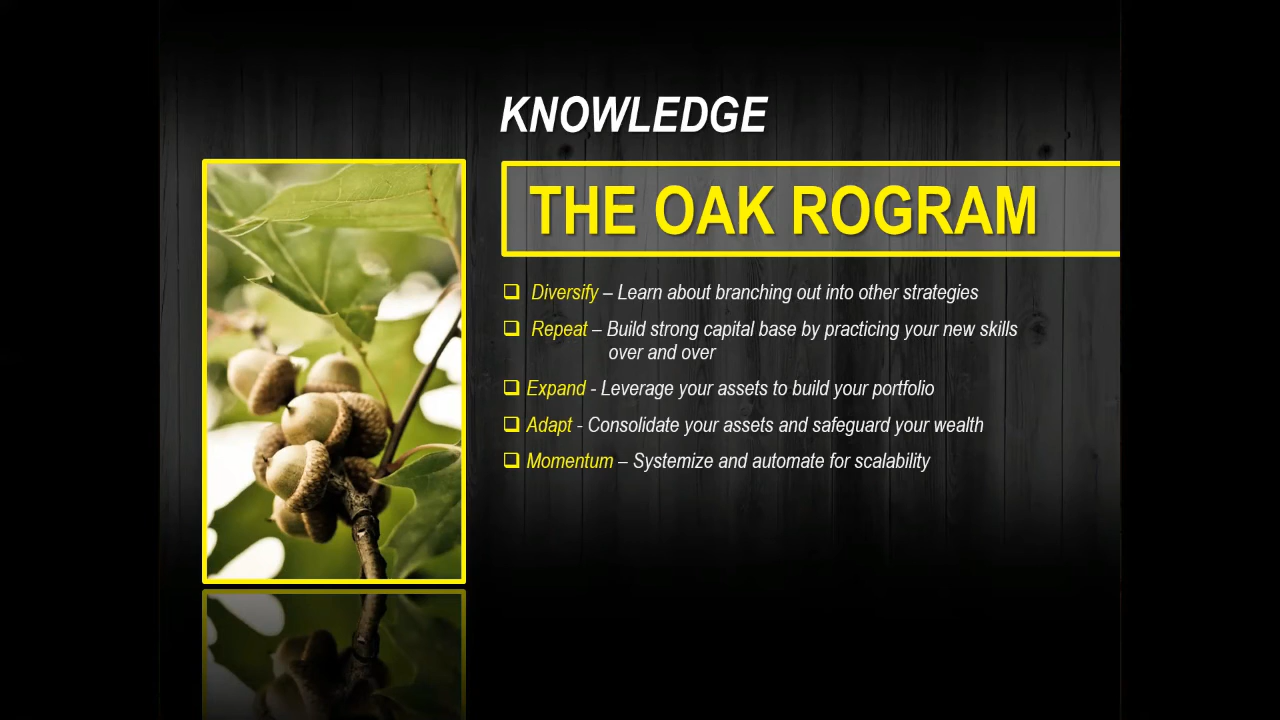 KNOWLEDGE
THE OAK ROGRAM
❑ Diversify – Learn about branching out into other strategies
❑ Repeat – Build strong capital base by practicing your new skills
over and over
❑ Expand - Leverage your assets to build your portfolio
❑ Adapt - Consolidate your assets and safeguard your wealth
❑ Momentum – Systemize and automate for scalability